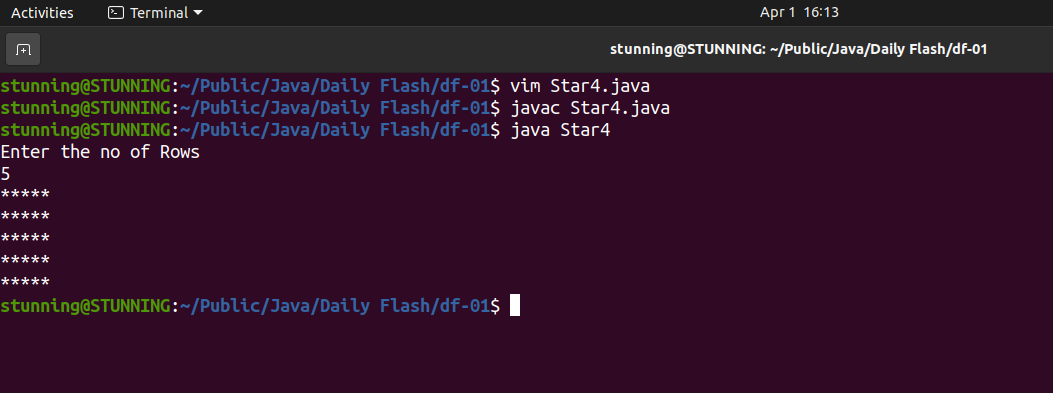 Activities Terminal Apr 1 16:13
stunning@STUNNING: ~/Public/Java/Daily Flash/df-01
stunning@STUNNING:~/Public/Java/Daily Flash/df-01$ vim Star4.java
stunning@STUNNING:~/Public/Java/Daily Flash/df-01$ javac Star4.java
stunning@STUNNING:~/Public/Java/Daily Flash/df-01$ java Star4
Enter the no of Rows
5
*****
*****
*****
*****
*****
stunning@STUNNING:~/Public/Java/Daily Flash/df-01$